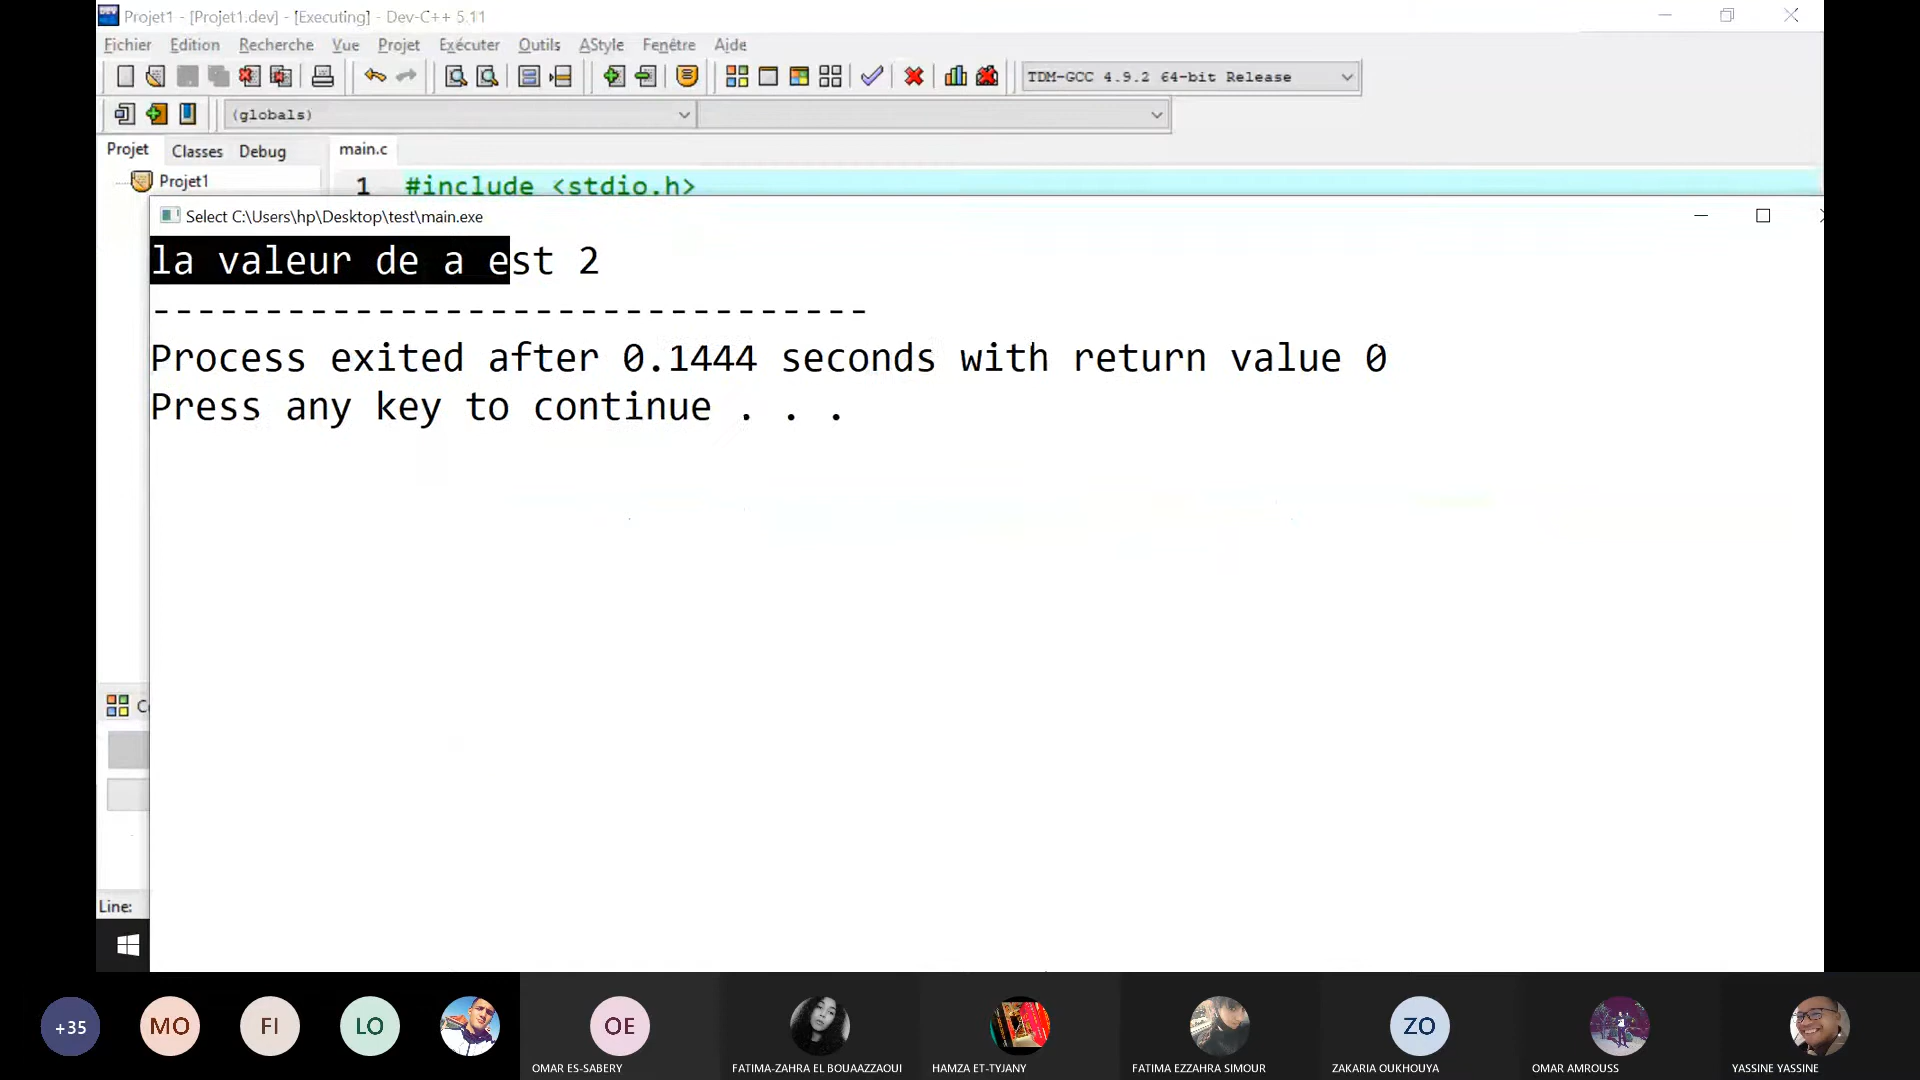 Projet1 - [Projet1.dev] - [Executing] - Dev-C++ 5.11
Fichier Edition Recherche Vue Projet Exécuter Outils AStyle Fenêtre Aide
TDM-GCC 4.9.2 64-bit Release
(globals)
Projet Classes Debug main.c
Projet1
1 #include <stdio.h>
Select C:\Users\hp\Desktop\test\main.exe
la valeur de a est 2
--------------------------------
Process exited after 0.1444 seconds with return value 0
Press any key to continue . . .
Line:
+35 MO FI LO OE ZO
OMAR ES-SABERY FATIMA-ZAHRA EL BOUAAZZAOUI HAMZA ET-TYJANY FATIMA EZZAHRA SIMOUR ZAKARIA OUKHOUYA OMAR AMROUSS YASSINE YASSINE